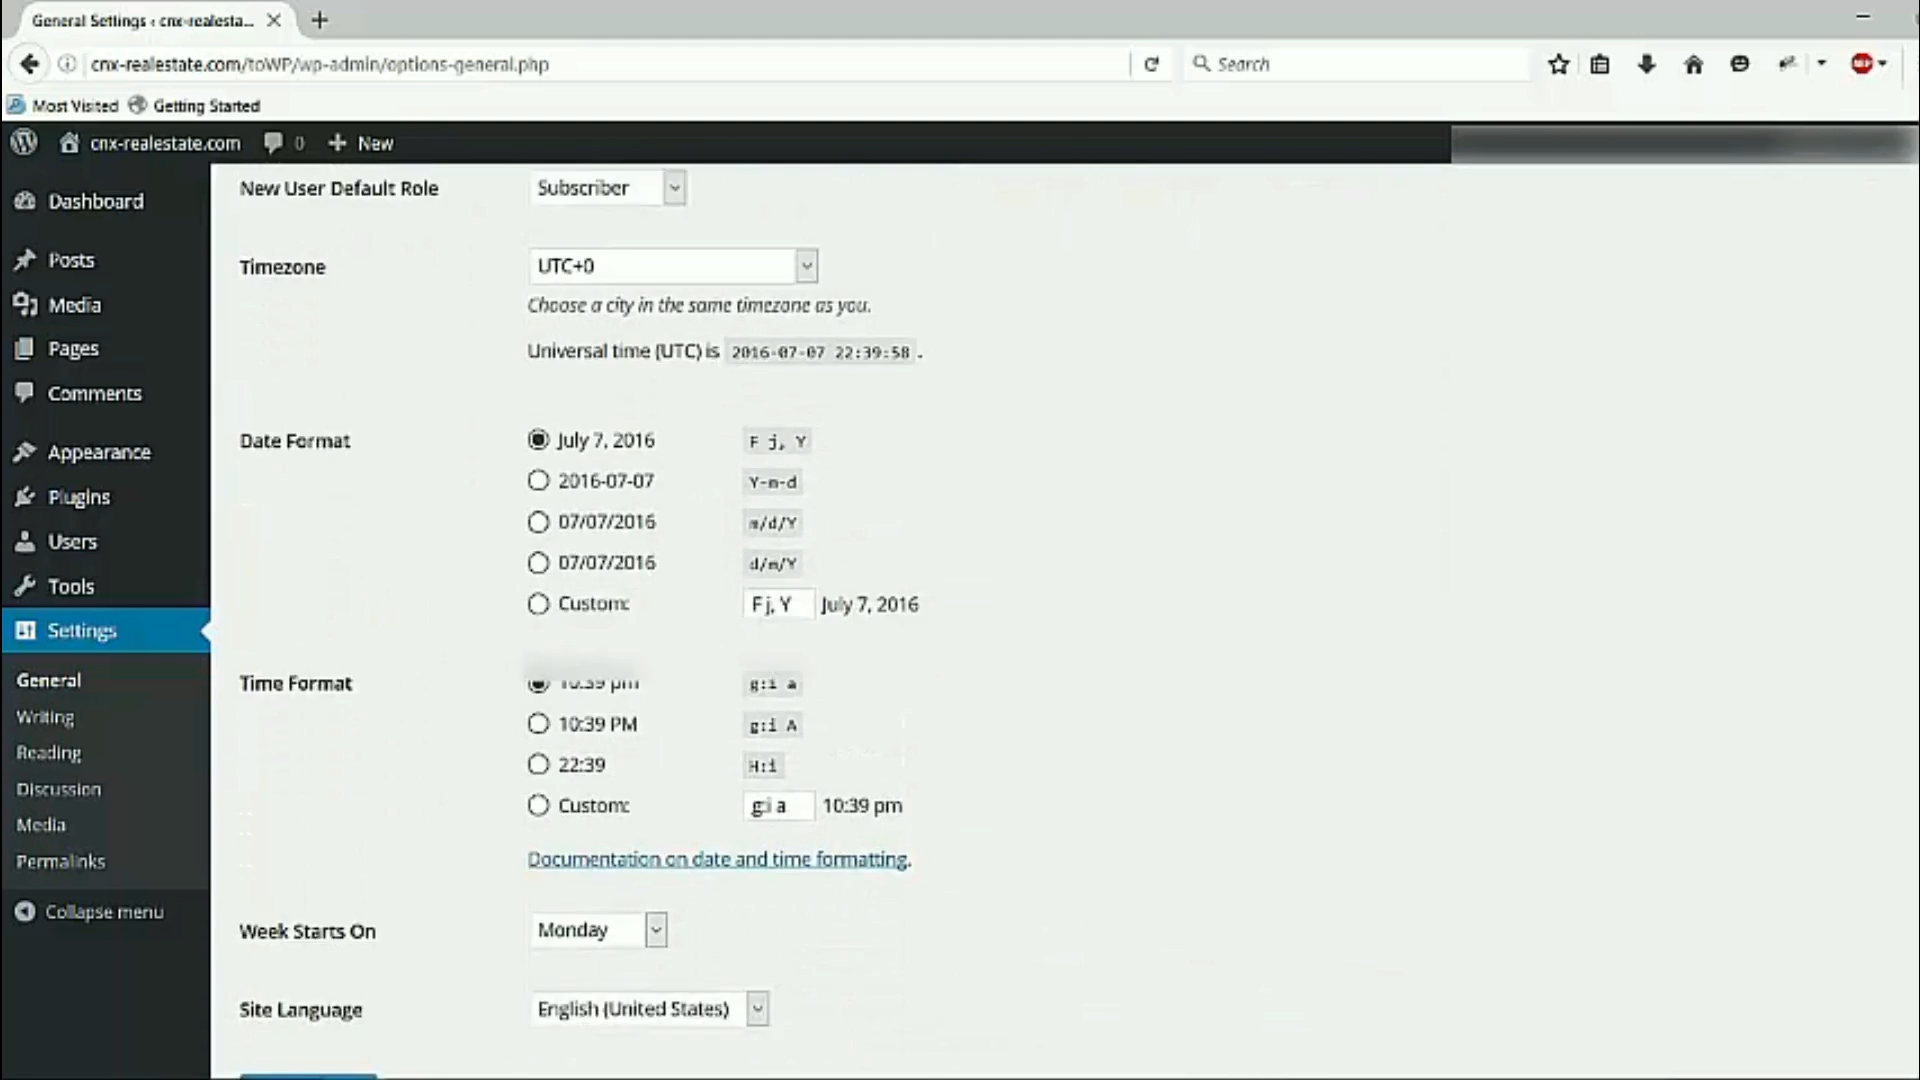 General Settings ‹ cnx-realesta...
cnx-realestate.com/toWP/wp-admin/options-general.php
Search
Most Visited
Getting Started
cnx-realestate.com
0
New
Dashboard
Posts
Media
Pages
Comments
Appearance
Plugins
Users
Tools
Settings
General
Writing
Reading
Discussion
Media
Permalinks
Collapse menu
New User Default Role
Subscriber
Timezone
UTC+0
Choose a city in the same timezone as you.
Universal time (UTC) is 2016-07-07 22:39:58 .
Date Format
July 7, 2016 F j, Y
2016-07-07 Y-m-d
07/07/2016 m/d/Y
07/07/2016 d/m/Y
Custom: F j, Y July 7, 2016
Time Format
10:39 pm g:i a
10:39 PM g:i A
22:39 H:i
Custom: g:i a 10:39 pm
Documentation on date and time formatting.
Week Starts On
Monday
Site Language
English (United States)